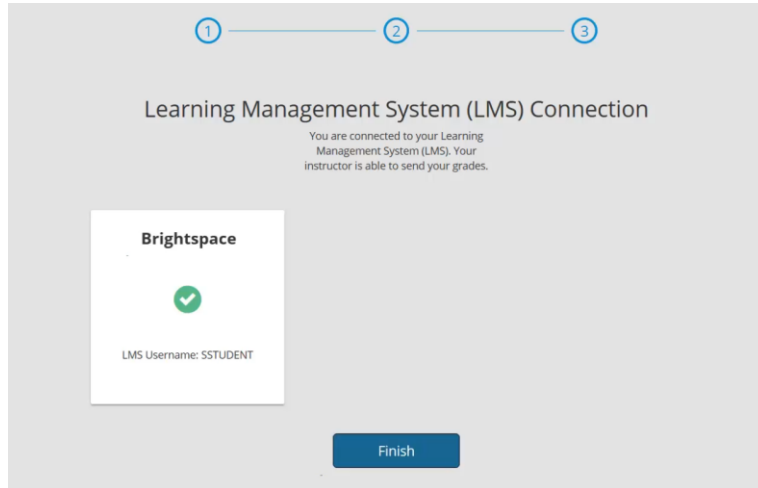 1 2 3
Learning Management System (LMS) Connection
You are connected to your Learning
Management System (LMS). Your
instructor is able to send your grades.
Brightspace
LMS Username: SSTUDENT
Finish